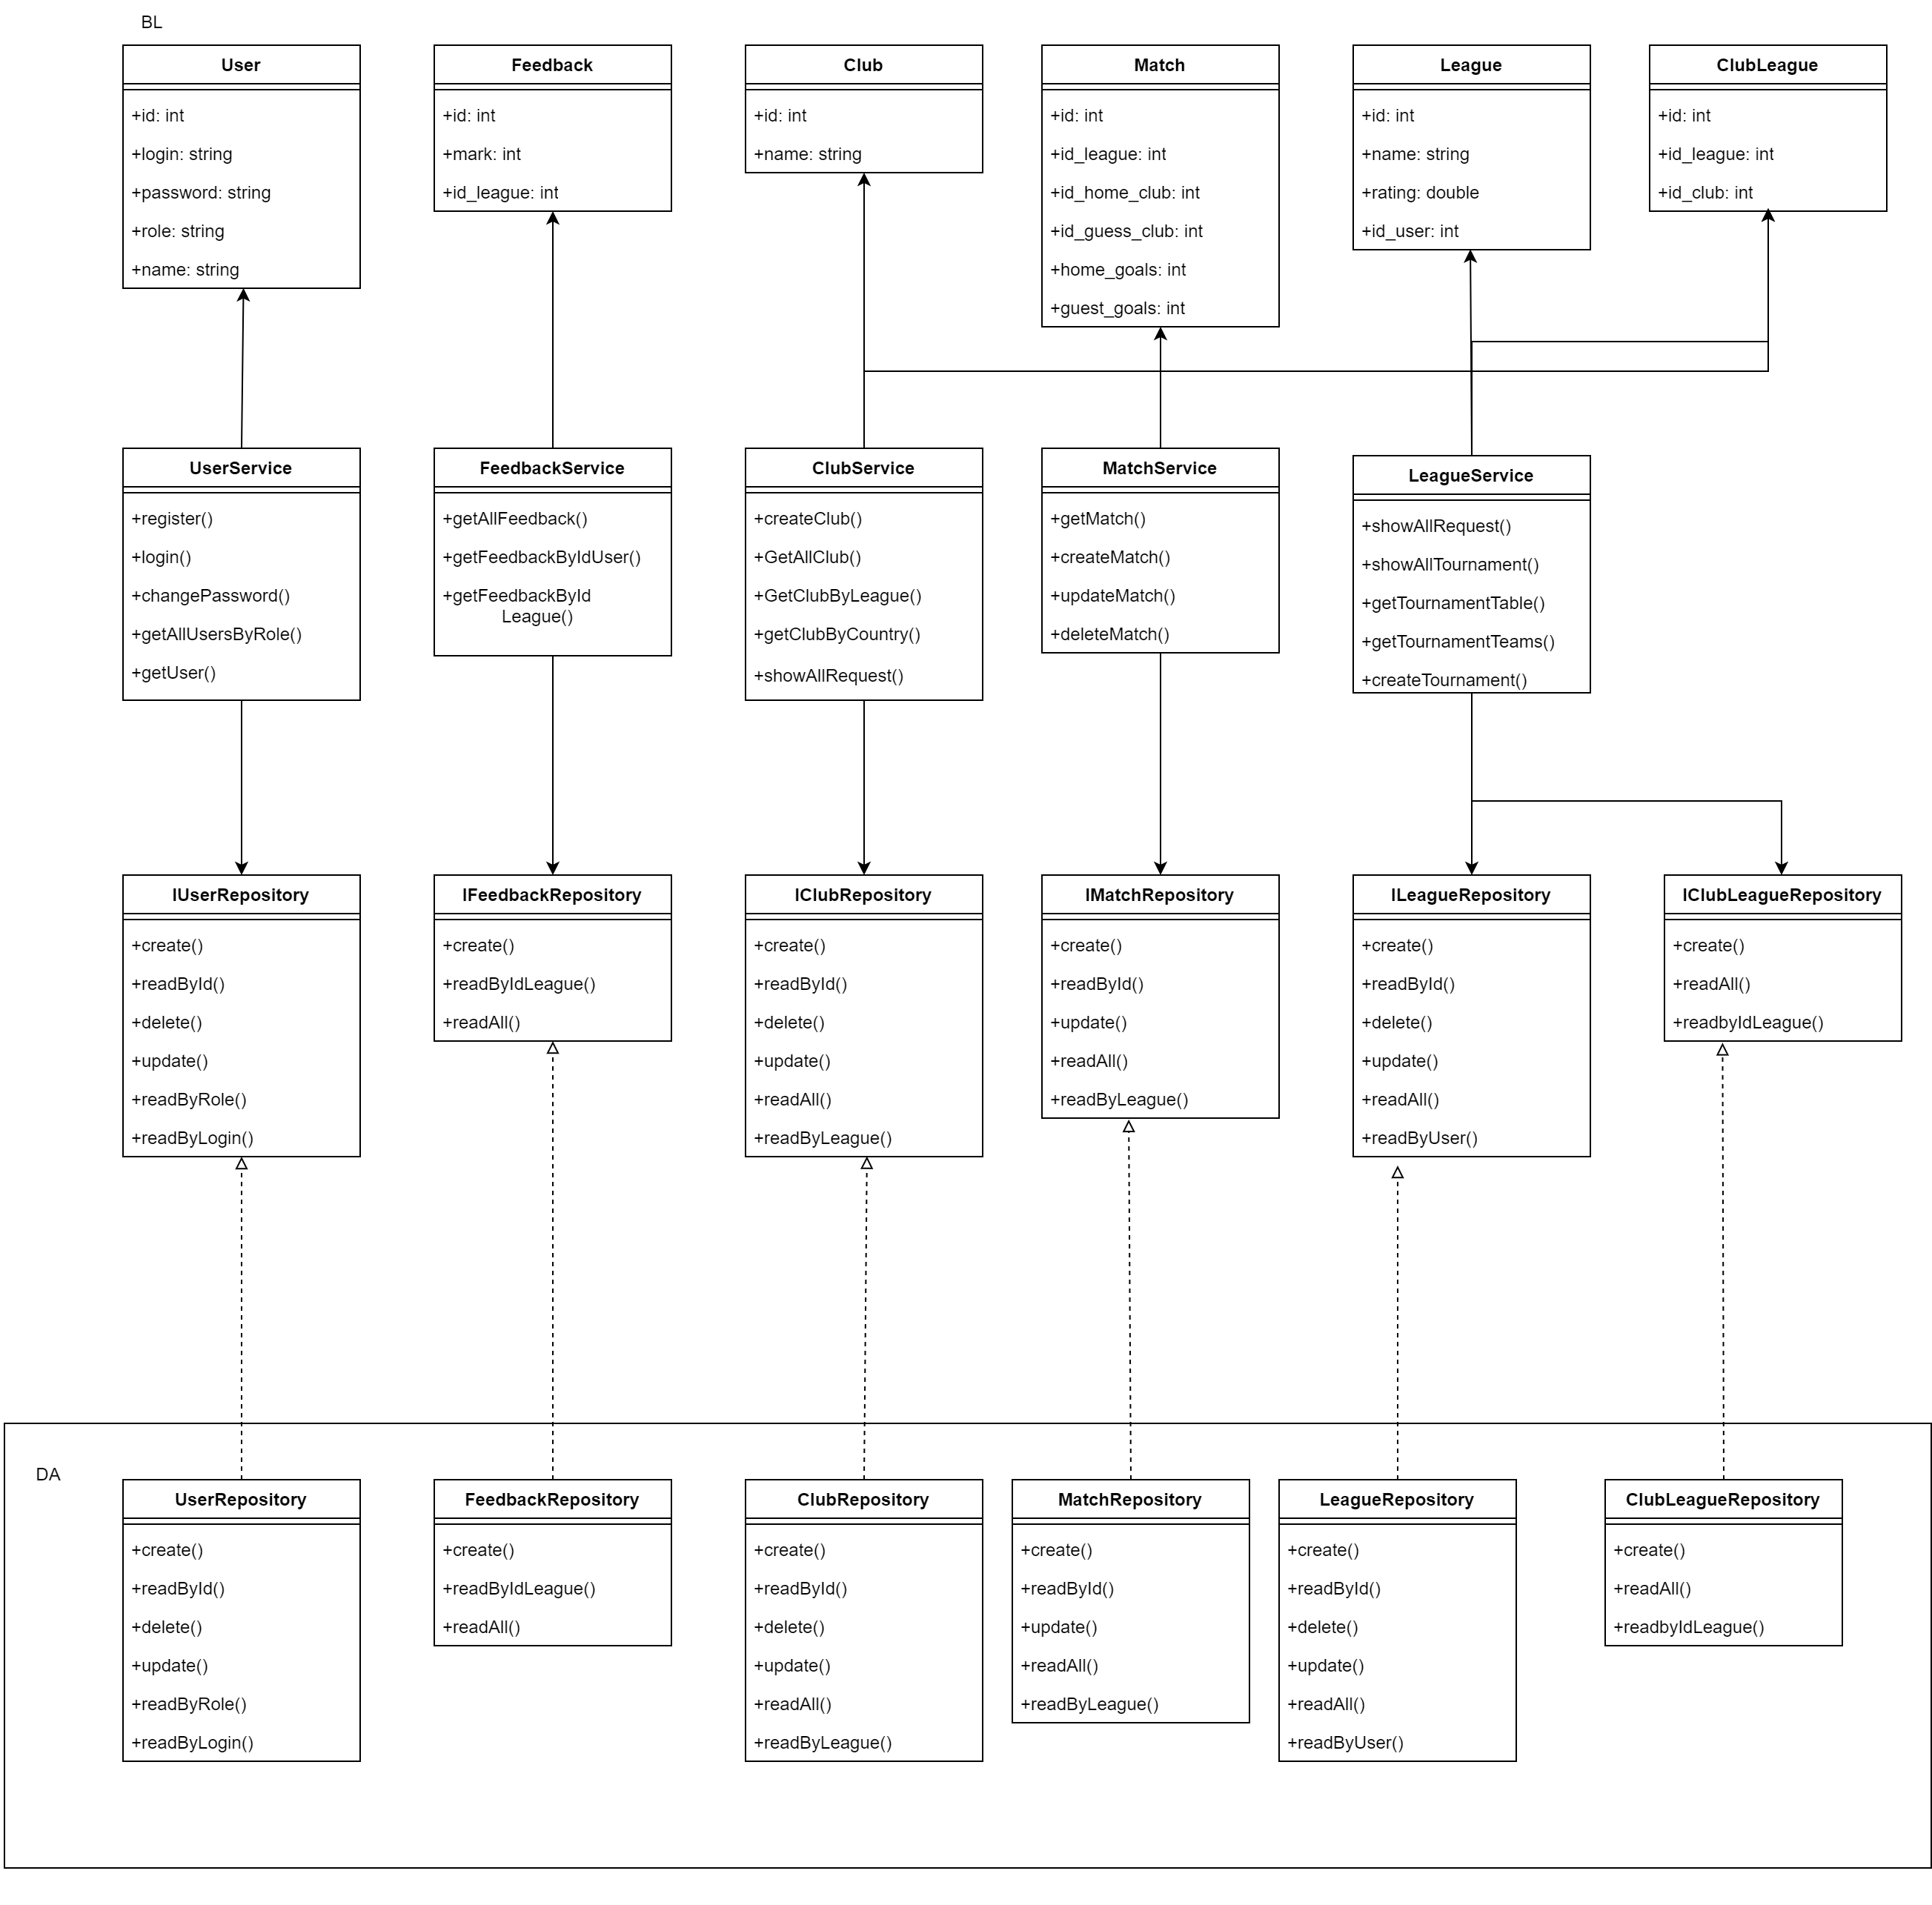 BL
User
+id: int
+login: string
+password: string
+role: string
+name: string
Feedback
+id: int
+mark: int
+id_league: int
Club
+id: int
+name: string
Match
+id: int
+id_league: int
+id_home_club: int
+id_guess_club: int
+home_goals: int
+guest_goals: int
League
+id: int
+name: string
+rating: double
+id_user: int
ClubLeague
+id: int
+id_league: int
+id_club: int
UserService
+register()
+login()
+changePassword()
+getAllUsersByRole()
+getUser()
FeedbackService
+getAllFeedback()
+getFeedbackByIdUser()
+getFeedbackById
League()
ClubService
+createClub()
+GetAllClub()
+GetClubByLeague()
+getClubByCountry()
+showAllRequest()
MatchService
+getMatch()
+createMatch()
+updateMatch()
+deleteMatch()
LeagueService
+showAllRequest()
+showAllTournament()
+getTournamentTable()
+getTournamentTeams()
+createTournament()
IUserRepository
+create()
+readById()
+delete()
+update()
+readByRole()
+readByLogin()
IFeedbackRepository
+create()
+readByIdLeague()
+readAll()
IClubRepository
+create()
+readById()
+delete()
+update()
+readAll()
+readByLeague()
IMatchRepository
+create()
+readById()
+update()
+readAll()
+readByLeague()
ILeagueRepository
+create()
+readById()
+delete()
+update()
+readAll()
+readByUser()
IClubLeagueRepository
+create()
+readAll()
+readbyIdLeague()
DA
UserRepository
+create()
+readById()
+delete()
+update()
+readByRole()
+readByLogin()
FeedbackRepository
+create()
+readByIdLeague()
+readAll()
ClubRepository
+create()
+readById()
+delete()
+update()
+readAll()
+readByLeague()
MatchRepository
+create()
+readById()
+update()
+readAll()
+readByLeague()
LeagueRepository
+create()
+readById()
+delete()
+update()
+readAll()
+readByUser()
ClubLeagueRepository
+create()
+readAll()
+readbyIdLeague()